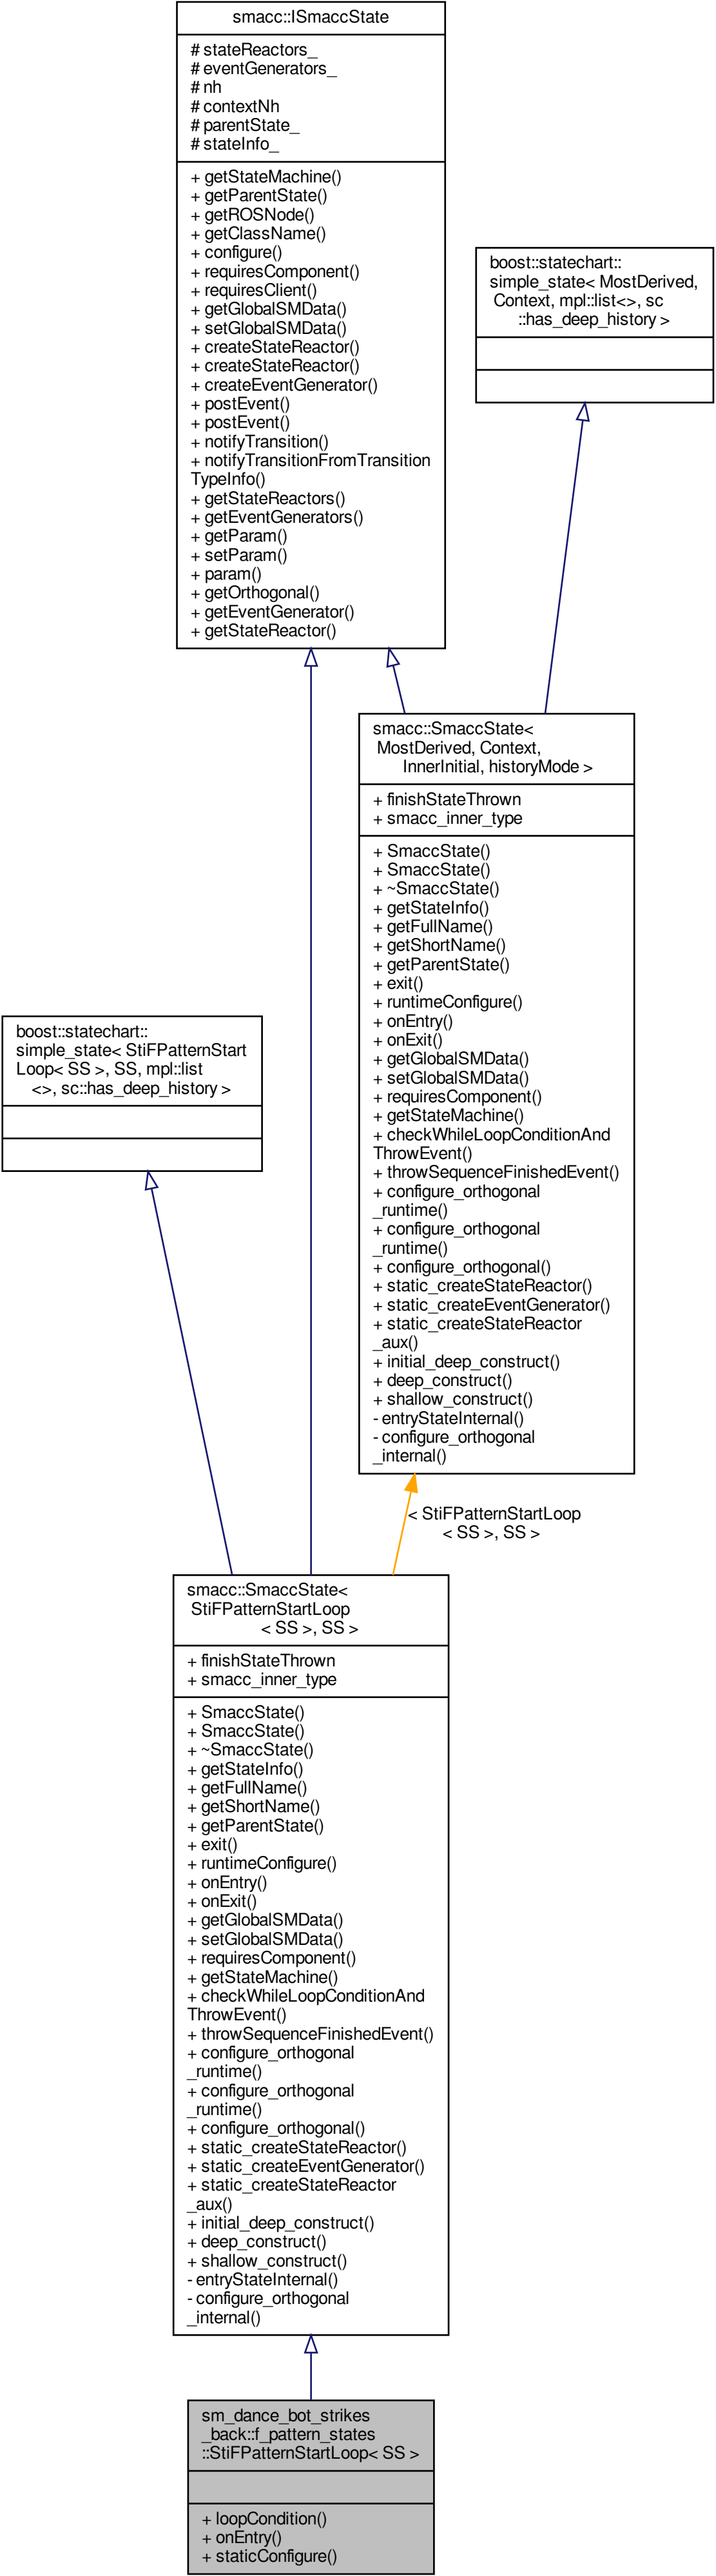 smacc::ISmaccState
# stateReactors_
# eventGenerators_
# nh
# contextNh
# parentState_
# stateInfo_
+ getStateMachine()
+ getParentState()
+ getROSNode()
+ getClassName()
+ configure()
+ requiresComponent()
+ requiresClient()
+ getGlobalSMData()
+ setGlobalSMData()
+ createStateReactor()
+ createStateReactor()
+ createEventGenerator()
+ postEvent()
+ postEvent()
+ notifyTransition()
+ notifyTransitionFromTransition
TypeInfo()
+ getStateReactors()
+ getEventGenerators()
+ getParam()
+ setParam()
+ param()
+ getOrthogonal()
+ getEventGenerator()
+ getStateReactor()
boost::statechart::
simple_state< MostDerived,
Context, mpl::list<>, sc
::has_deep_history >
smacc::SmaccState<
MostDerived, Context,
InnerInitial, historyMode >
+ finishStateThrown
+ smacc_inner_type
+ SmaccState()
+ SmaccState()
+ ~SmaccState()
+ getStateInfo()
+ getFullName()
+ getShortName()
+ getParentState()
+ exit()
+ runtimeConfigure()
+ onEntry()
+ onExit()
+ getGlobalSMData()
+ setGlobalSMData()
+ requiresComponent()
+ getStateMachine()
+ checkWhileLoopConditionAnd
ThrowEvent()
+ throwSequenceFinishedEvent()
+ configure_orthogonal
_runtime()
+ configure_orthogonal
_runtime()
+ configure_orthogonal()
+ static_createStateReactor()
+ static_createEventGenerator()
+ static_createStateReactor
_aux()
+ initial_deep_construct()
+ deep_construct()
+ shallow_construct()
- entryStateInternal()
- configure_orthogonal
_internal()
boost::statechart::
simple_state< StiFPatternStart
Loop< SS >, SS, mpl::list
<>, sc::has_deep_history >
< StiFPatternStartLoop
< SS >, SS >
smacc::SmaccState<
StiFPatternStartLoop
< SS >, SS >
+ finishStateThrown
+ smacc_inner_type
+ SmaccState()
+ SmaccState()
+ ~SmaccState()
+ getStateInfo()
+ getFullName()
+ getShortName()
+ getParentState()
+ exit()
+ runtimeConfigure()
+ onEntry()
+ onExit()
+ getGlobalSMData()
+ setGlobalSMData()
+ requiresComponent()
+ getStateMachine()
+ checkWhileLoopConditionAnd
ThrowEvent()
+ throwSequenceFinishedEvent()
+ configure_orthogonal
_runtime()
+ configure_orthogonal
_runtime()
+ configure_orthogonal()
+ static_createStateReactor()
+ static_createEventGenerator()
+ static_createStateReactor
_aux()
+ initial_deep_construct()
+ deep_construct()
+ shallow_construct()
- entryStateInternal()
- configure_orthogonal
_internal()
sm_dance_bot_strikes
_back::f_pattern_states
::StiFPatternStartLoop< SS >
+ loopCondition()
+ onEntry()
+ staticConfigure()